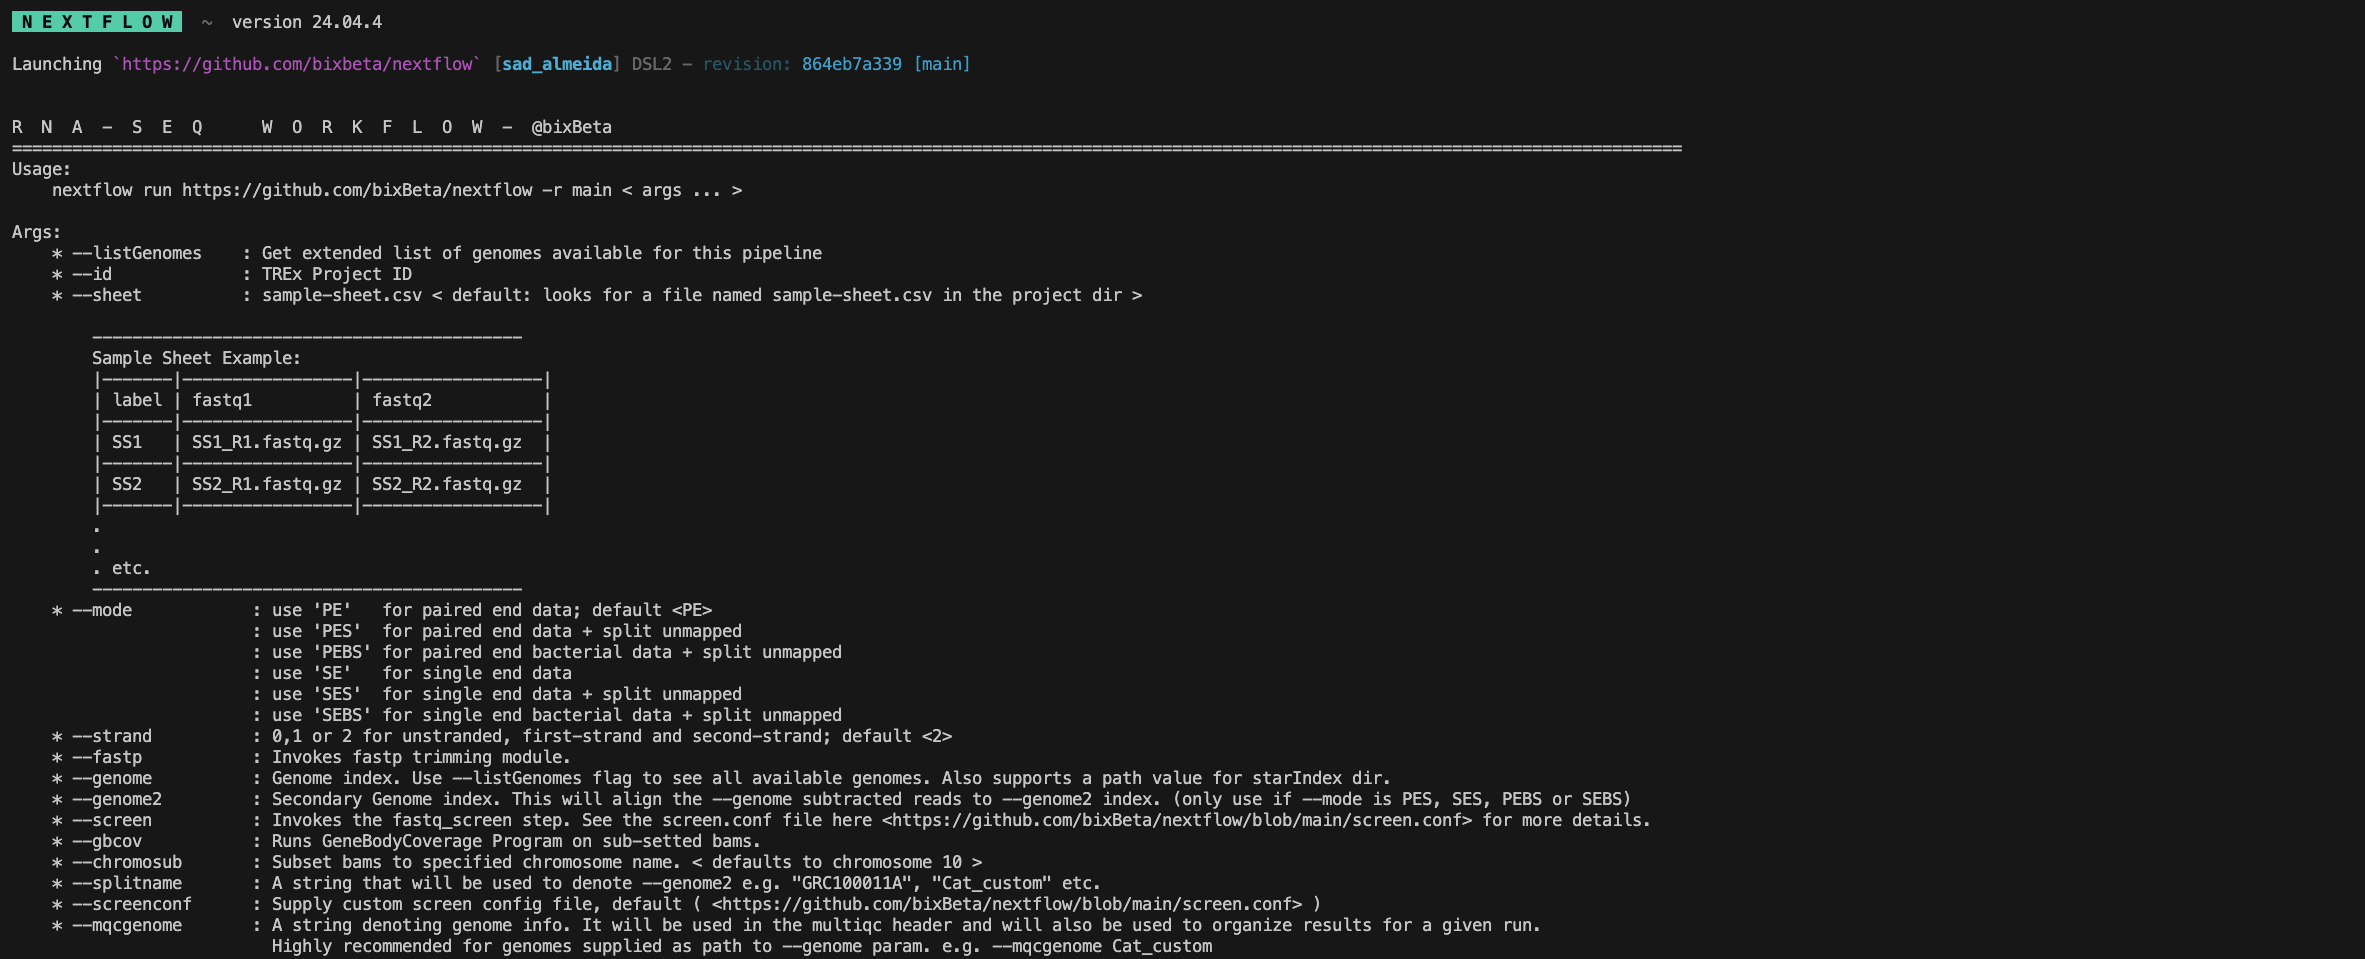 N E X T F L O W  ~  version 24.04.4
Launching `https://github.com/bixbeta/nextflow` [sad_almeida] DSL2 - revision: 864eb7a339 [main]
R  N  A  -  S  E  Q      W  O  R  K  F  L  O  W  -  @bixBeta
=======================================================================================================================================================================
Usage:
    nextflow run https://github.com/bixBeta/nextflow -r main < args ... >
Args:
    * --listGenomes    : Get extended list of genomes available for this pipeline
    * --id             : TREx Project ID
    * --sheet          : sample-sheet.csv < default: looks for a file named sample-sheet.csv in the project dir >
        -------------------------------------------
        Sample Sheet Example:
        |-------|-----------------|------------------|
        | label | fastq1          | fastq2           |
        |-------|-----------------|------------------|
        | SS1   | SS1_R1.fastq.gz | SS1_R2.fastq.gz  |
        |-------|-----------------|------------------|
        | SS2   | SS2_R1.fastq.gz | SS2_R2.fastq.gz  |
        |-------|-----------------|------------------|
        .
        .
        . etc.
        -------------------------------------------
    * --mode            : use 'PE'   for paired end data; default <PE>
                        : use 'PES'  for paired end data + split unmapped
                        : use 'PEBS' for paired end bacterial data + split unmapped
                        : use 'SE'   for single end data
                        : use 'SES'  for single end data + split unmapped
                        : use 'SEBS' for single end bacterial data + split unmapped
    * --strand          : 0,1 or 2 for unstranded, first-strand and second-strand; default <2>
    * --fastp           : Invokes fastp trimming module.
    * --genome          : Genome index. Use --listGenomes flag to see all available genomes. Also supports a path value for starIndex dir.
    * --genome2         : Secondary Genome index. This will align the --genome subtracted reads to --genome2 index. (only use if --mode is PES, SES, PEBS or SEBS)
    * --screen          : Invokes the fastq_screen step. See the screen.conf file here <https://github.com/bixBeta/nextflow/blob/main/screen.conf> for more details.
    * --gbcov           : Runs GeneBodyCoverage Program on sub-setted bams.
    * --chromosub       : Subset bams to specified chromosome name. < defaults to chromosome 10 >
    * --splitname       : A string that will be used to denote --genome2 e.g. "GRC100011A", "Cat_custom" etc.
    * --screenconf      : Supply custom screen config file, default ( <https://github.com/bixBeta/nextflow/blob/main/screen.conf> )
    * --mqcgenome       : A string denoting genome info. It will be used in the multiqc header and will also be used to organize results for a given run.
                          Highly recommended for genomes supplied as path to --genome param. e.g. --mqcgenome Cat_custom